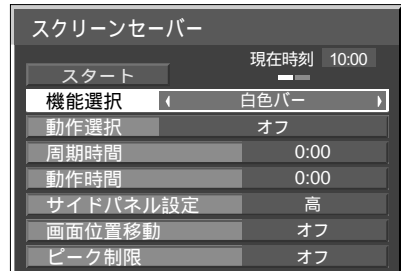 スクリーンセーバー
現在時刻 10:00
スタート
機能選択 白色バー
動作選択 オフ
周期時間 0:00
動作時間 0:00
サイドパネル設定 高
画面位置移動 オフ
ピーク制限 オフ